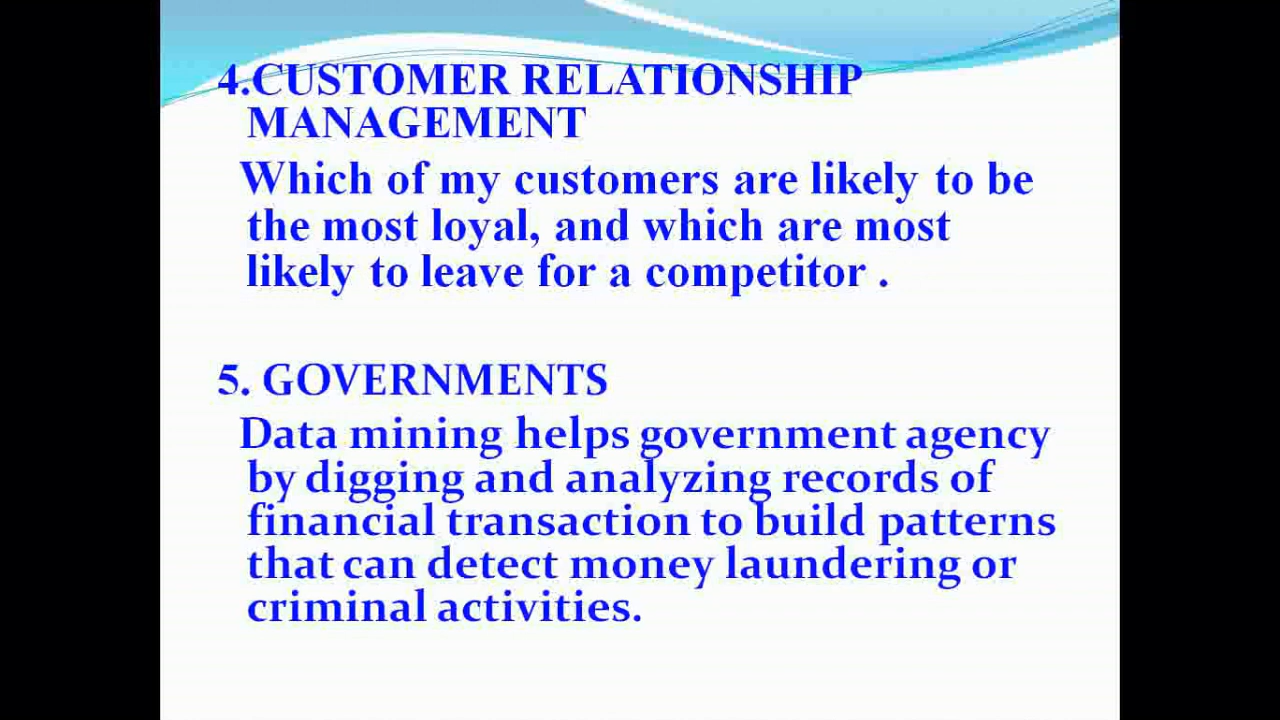 4.CUSTOMER RELATIONSHIP
MANAGEMENT
Which of my customers are likely to be
the most loyal, and which are most
likely to leave for a competitor .
5. GOVERNMENTS
Data mining helps government agency
by digging and analyzing records of
financial transaction to build patterns
that can detect money laundering or
criminal activities.